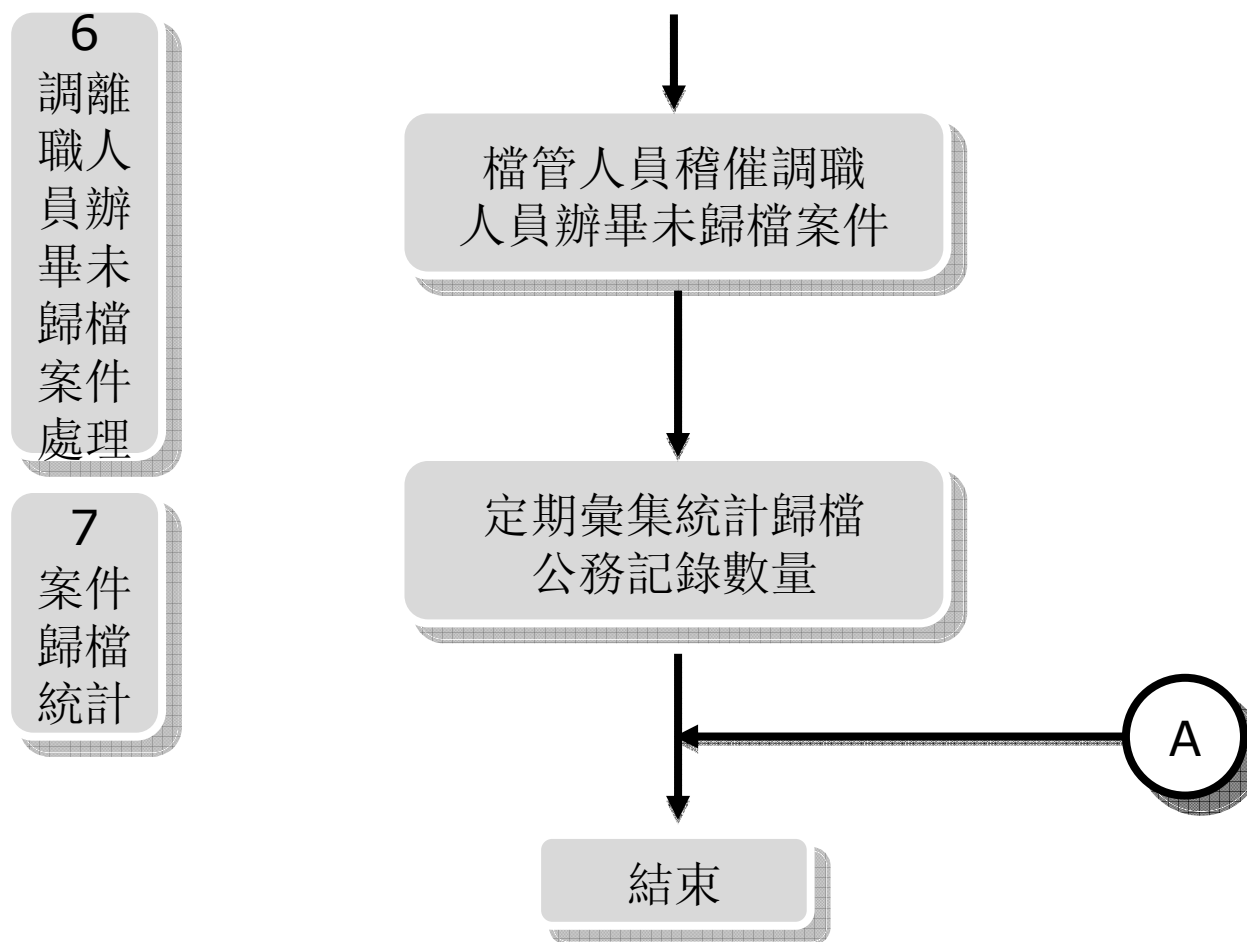 6
調離
職人
員辦
畢未
歸檔
案件
處理
檔管人員稽催調職
人員辦畢未歸檔案件
7
案件
歸檔
統計
定期彙集統計歸檔
公務記錄數量
A
結束